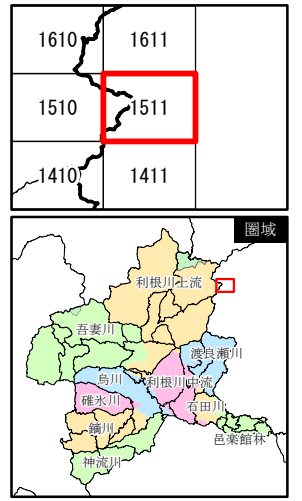 1610 1611
1510 1511
1410 1411
圏域
利根川上流
吾妻川
渡良瀬川
烏川 利根川中流
碓氷川
石田川
鏑川
邑楽館林
神流川